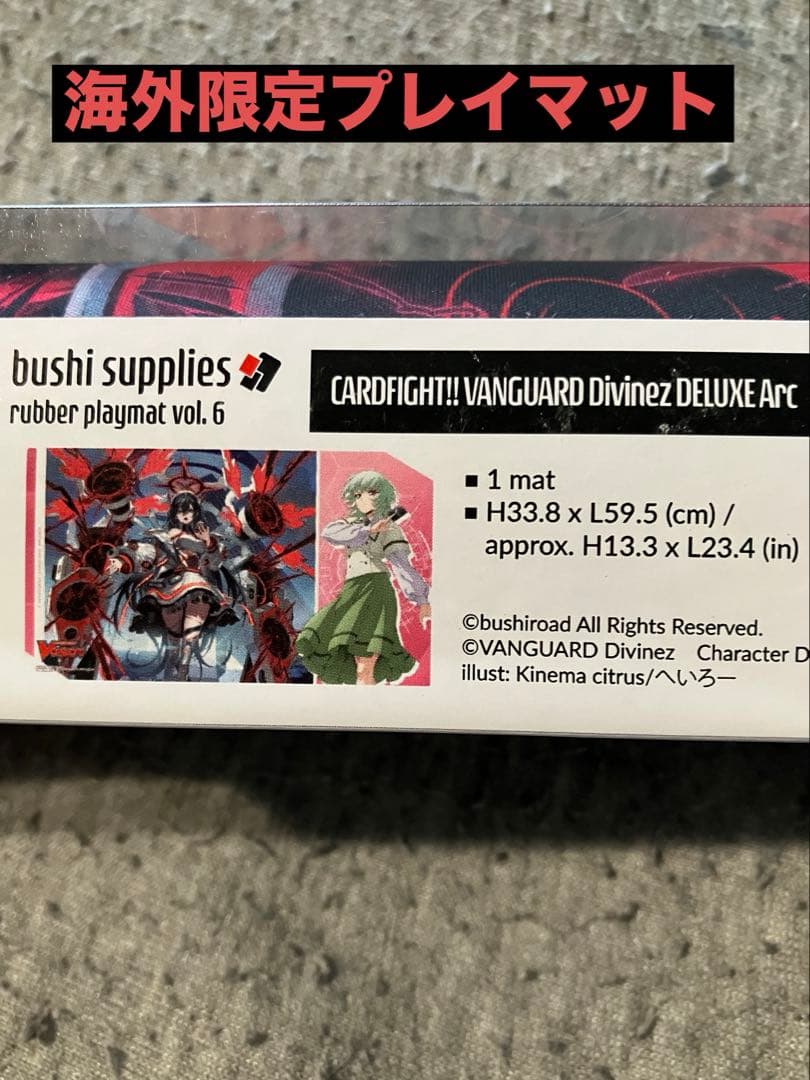 海外限定プレイマット
bushi supplies
rubber playmat vol. 6
CARDFIGHT!! VANGUARD Divinez DELUXE Arc
■ 1 mat
■ H33.8 x L59.5 (cm) /
approx. H13.3 x L23.4 (in)
©bushiroad All Rights Reserved.
©VANGUARD Divinez Character D
illust: Kinema citrus/へいろー